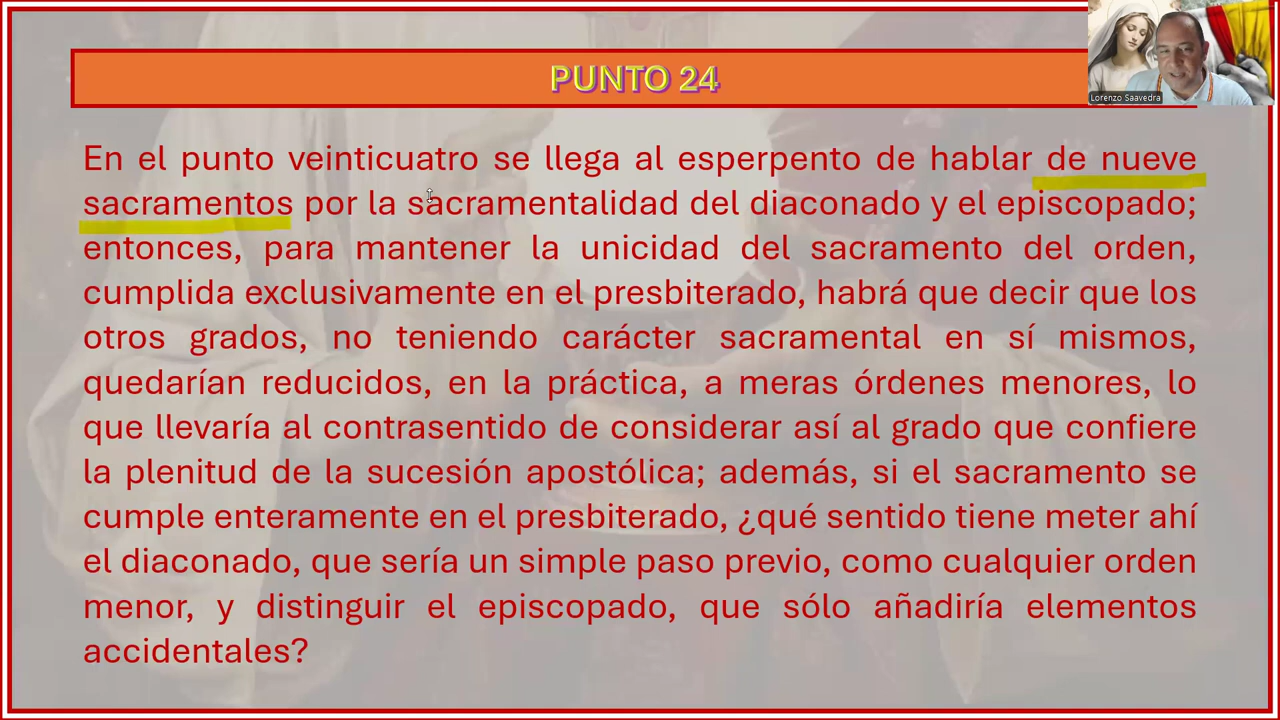 PUNTO 24
Lorenzo Saavedra
En el punto veinticuatro se llega al esperpento de hablar de nueve
sacramentos por la sacramentalidad del diaconado y el episcopado;
entonces, para mantener la unicidad del sacramento del orden,
cumplida exclusivamente en el presbiterado, habrá que decir que los
otros grados, no teniendo carácter sacramental en sí mismos,
quedarían reducidos, en la práctica, a meras órdenes menores, lo
que llevaría al contrasentido de considerar así al grado que confiere
la plenitud de la sucesión apostólica; además, si el sacramento se
cumple enteramente en el presbiterado, ¿qué sentido tiene meter ahí
el diaconado, que sería un simple paso previo, como cualquier orden
menor, y distinguir el episcopado, que sólo añadiría elementos
accidentales?